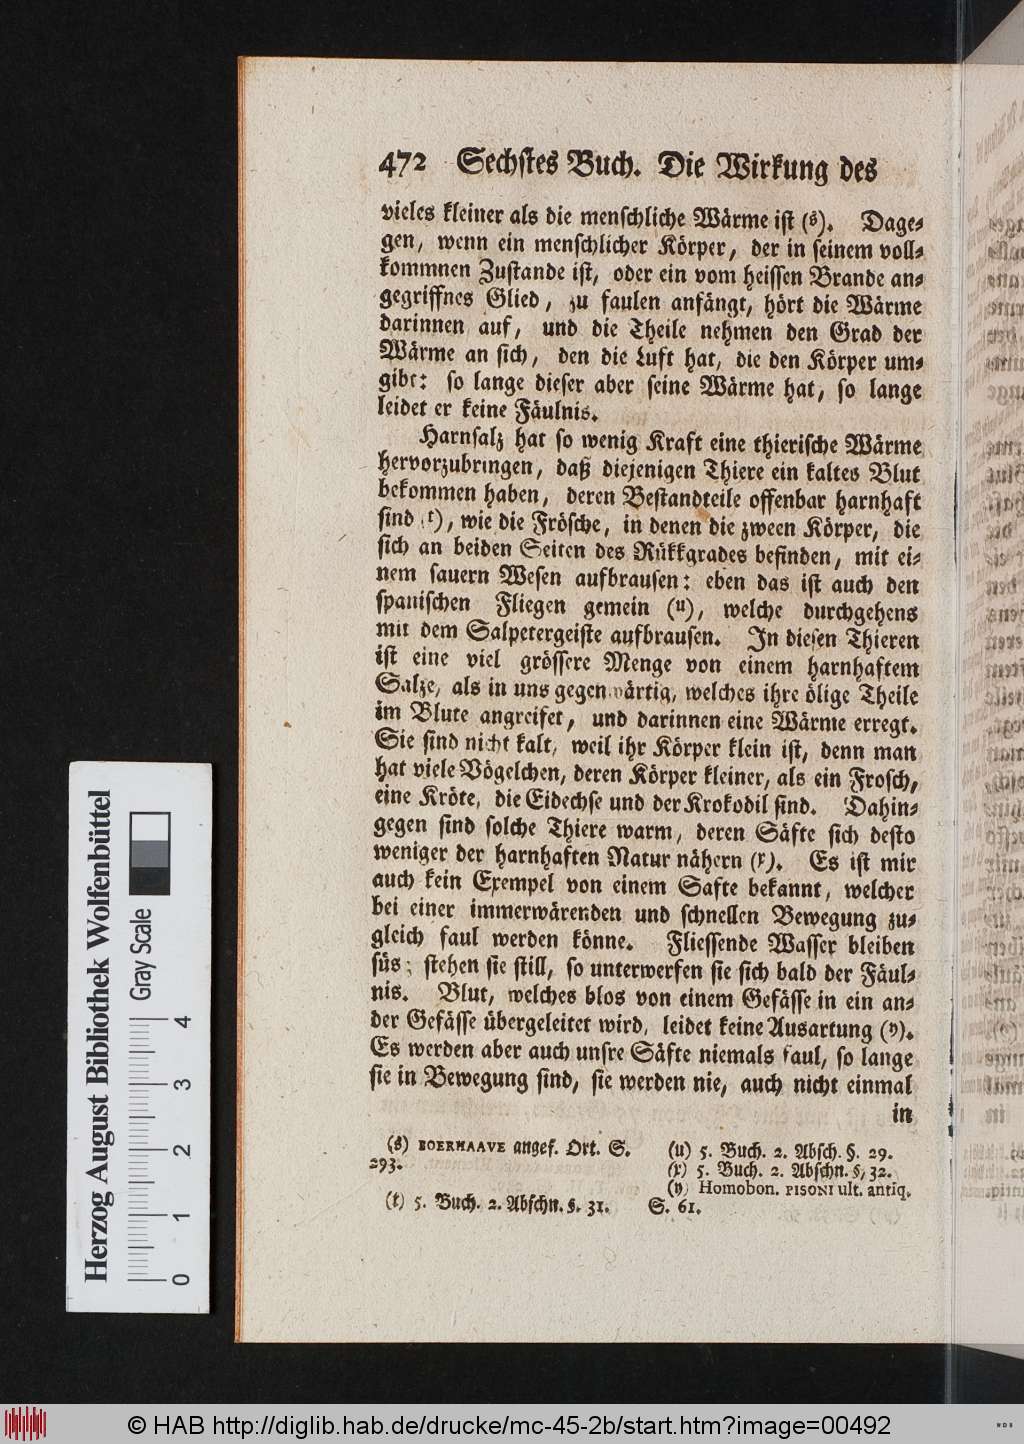 472 Sechstes Buch. Die Wirkung des
vieles kleiner als die menschliche Wärme ist (s). Dage-
gen, wenn ein menschlicher Körper, der in seinem voll-
kommnen Zustande ist, oder ein vom heissen Brande an-
gegriffnes Glied, zu faulen anfängt, hört die Wärme
darinnen auf, und die Theile nehmen den Grad der
Wärme an sich, den die Luft hat, die den Körper um-
gibt: so lange dieser aber seine Wärme hat, so lange
leidet er keine Fäulnis.
Harnsalz hat so wenig Kraft eine thierische Wärme
hervorzubringen, daß diejenigen Thiere ein kaltes Blut
bekommen haben, deren Bestandteile offenbar harnhaft
sind (t), wie die Frösche, in denen die zween Körper, die
sich an beiden Seiten des Rükkgrades befinden, mit ei-
nem sauern Wesen aufbrausen: eben das ist auch den
spanischen Fliegen gemein (u), welche durchgehens
mit dem Salpetergeiste aufbrausen. In diesen Thieren
ist eine viel grössere Menge von einem harnhaftem
Salze, als in uns gegenwärtig, welches ihre ölige Theile
im Blute angreifet, und darinnen eine Wärme erregt.
Sie sind nicht kalt, weil ihr Körper klein ist, denn man
hat viele Vögelchen, deren Körper kleiner, als ein Frosch,
eine Kröte, die Eidechse und der Krokodil sind. Dahin-
gegen sind solche Thiere warm, deren Säfte sich desto
weniger der harnhaften Natur nähern (x). Es ist mir
auch kein Exempel von einem Safte bekannt, welcher
bei einer immerwärenden und schnellen Bewegung zu-
gleich faul werden könne. Fliessende Wasser bleiben
süs; stehen sie still, so unterwerfen sie sich bald der Fäul-
nis. Blut, welches blos von einem Gefässe in ein an-
der Gefässe übergeleitet wird, leidet keine Ausartung (y).
Es werden aber auch unsre Säfte niemals faul, so lange
sie in Bewegung sind, sie werden nie, auch nicht einmal
in
(s) BOERHAAVE anges. Ort. S.
293.
(t) 5. Buch. 2. Abschn. §. 31.
(u) 5. Buch. 2. Absch. §. 29.
(x) 5. Buch. 2. Abschn. §, 32.
(y) Homobon. PISONI ult. antiq.
S. 61.
Herzog August Bibliothek Wolfenbüttel
Gray Scale
0 1 2 3 4
© HAB http://diglib.hab.de/drucke/mc-45-2b/start.htm?image=00492